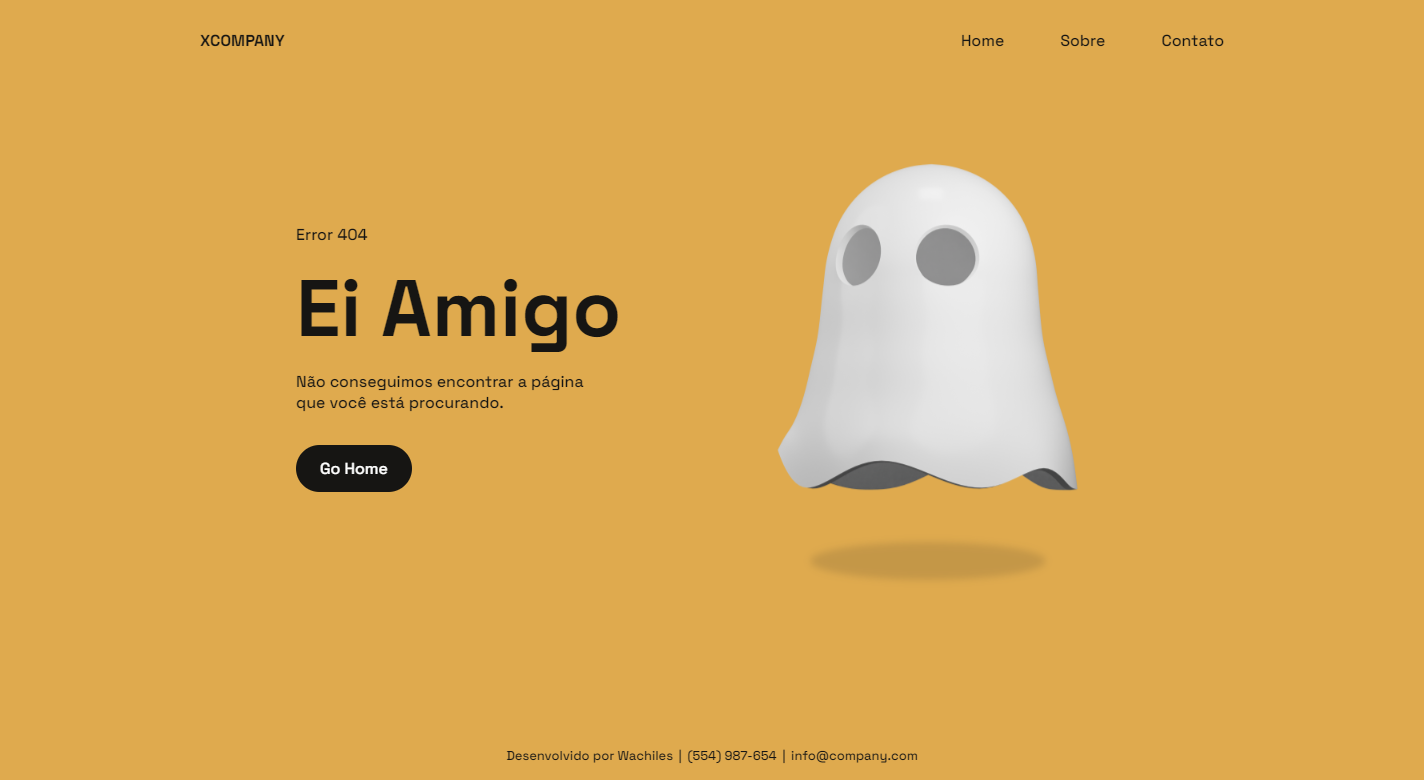 XCOMPANY
Home
Sobre
Contato
Error 404
Ei Amigo
Não conseguimos encontrar a página
que você está procurando.
Go Home
Desenvolvido por Wachiles | (554) 987-654 | info@company.com